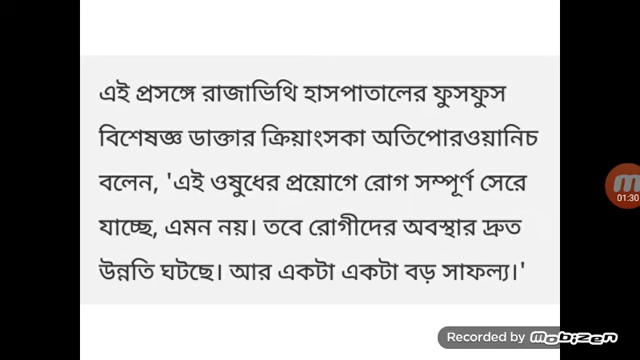 এই প্রসঙ্গে রাজাভিথি হাসপাতালের ফুসফুস
বিশেষজ্ঞ ডাক্তার ক্রিয়াংসকা অতিপোরওয়ানিচ
বলেন, 'এই ওষুধের প্রয়োগে রোগ সম্পূর্ণ সেরে
যাচ্ছে, এমন নয়। তবে রোগীদের অবস্থার দ্রুত
উন্নতি ঘটছে। আর একটা একটা বড় সাফল্য।'
01:30
Recorded by mobizen